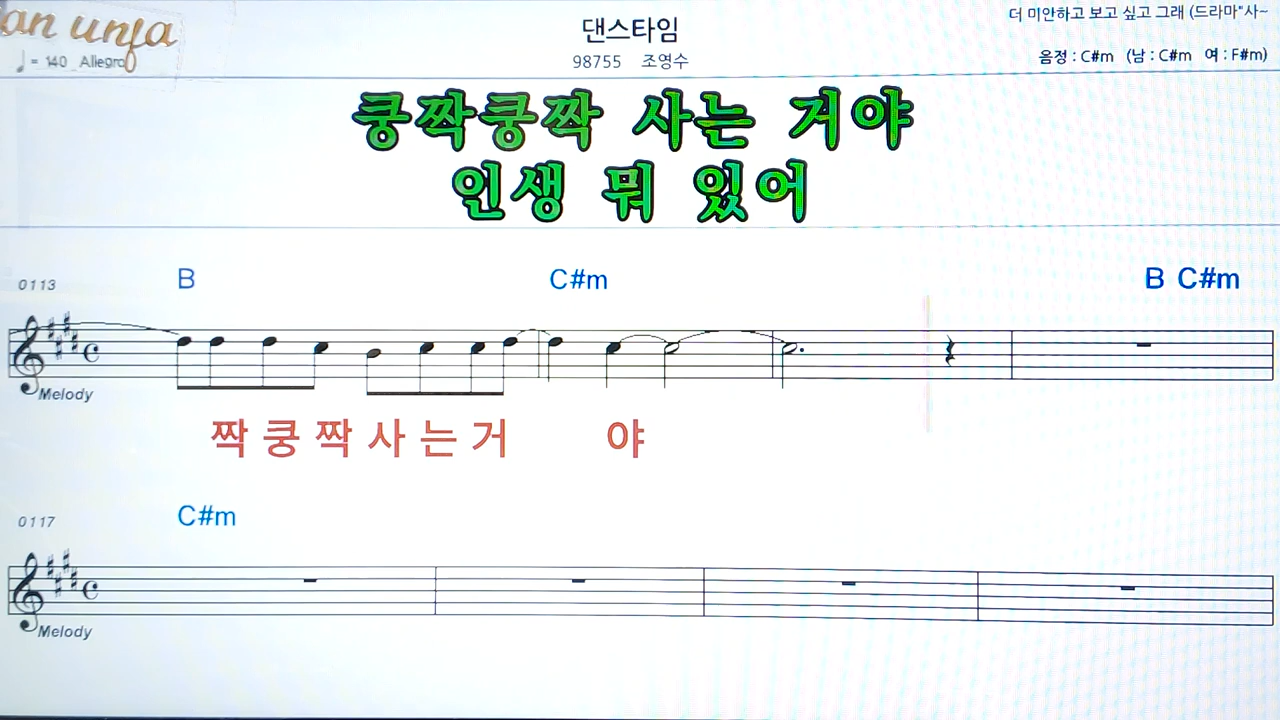 an unja
♩ = 140 Allegro
댄스타임
98755 조영수
더 미안하고 보고 싶고 그래 (드라마"사~
음정 : C#m (남 : C#m 여 : F#m)
쿵짝쿵짝 사는 거야
인생 뭐 있어
0113 B C#m B C#m
Melody
짝 쿵 짝 사 는 거 야
0117 C#m
Melody